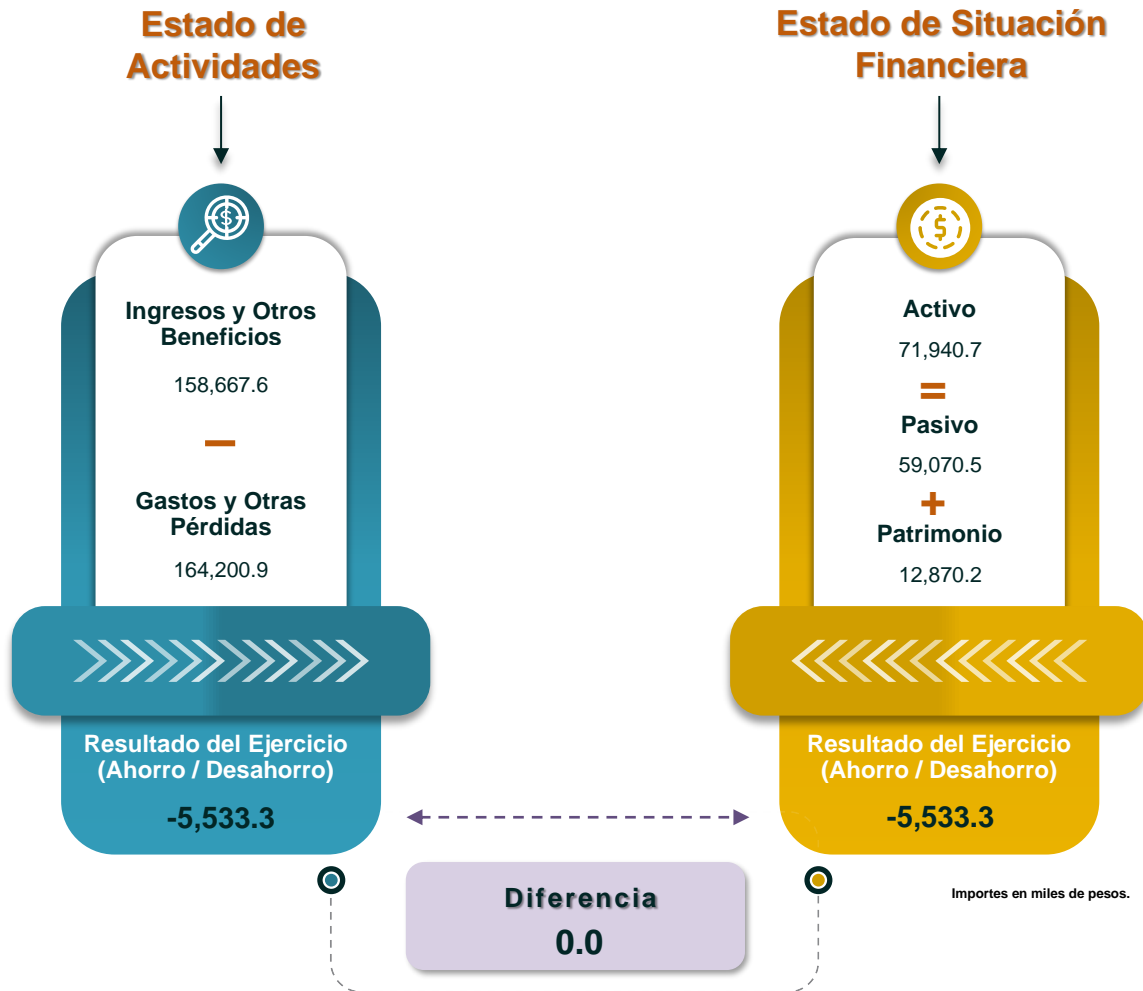 Estado de
Actividades
Ingresos y Otros
Beneficios
158,667.6
−
Gastos y Otras
Pérdidas
164,200.9
Resultado del Ejercicio
(Ahorro / Desahorro)
-5,533.3
Estado de Situación
Financiera
$
Activo
71,940.7
=
Pasivo
59,070.5
+
Patrimonio
12,870.2
Resultado del Ejercicio
(Ahorro / Desahorro)
-5,533.3
Diferencia
0.0
Importes en miles de pesos.